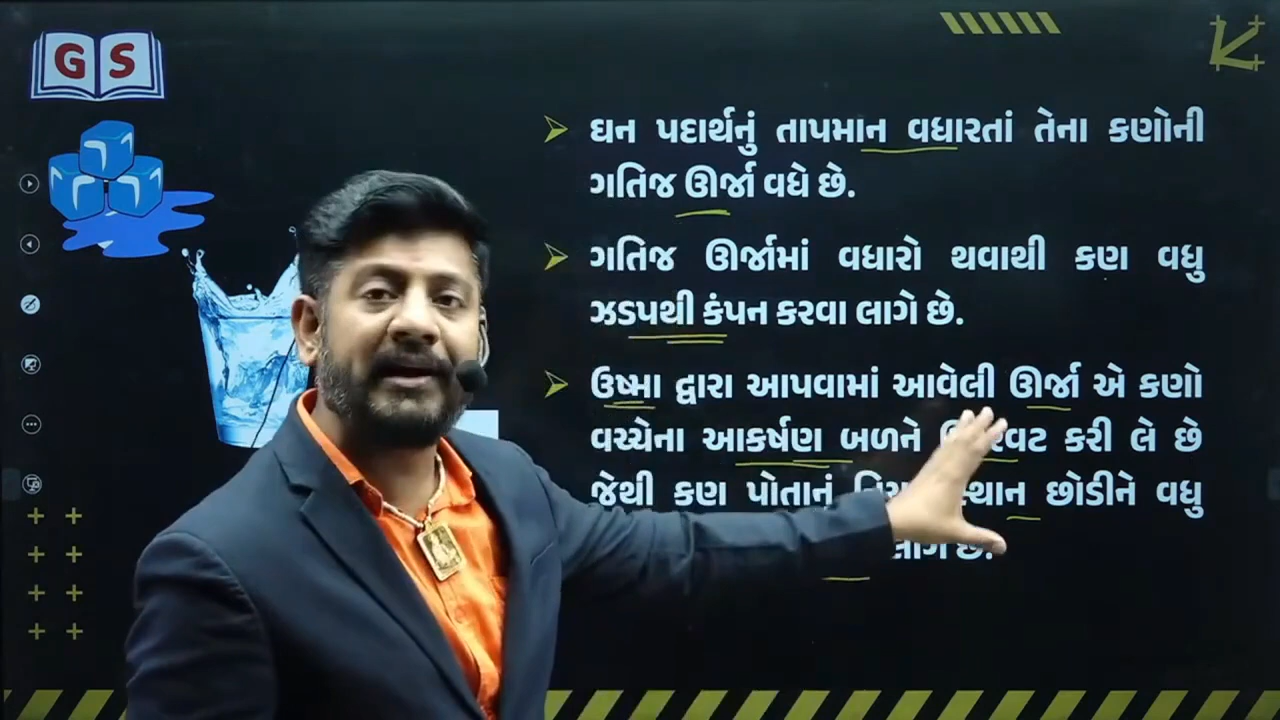 GS
ઘન પદાર્થનું તાપમાન વધારતાં તેના કણોની
ગતિજ ઊર્જા વધે છે.
ગતિજ ઊર્જામાં વધારો થવાથી કણ વધુ
ઝડપથી કંપન કરવા લાગે છે.
ઉષ્મા દ્વારા આપવામાં આવેલી ઊર્જા એ કણો
વચ્ચેના આકર્ષણ બળને કરી લે છે
જેથી કણ પોતાનું સ્થાન છોડીને વધુ
લાગે છે.